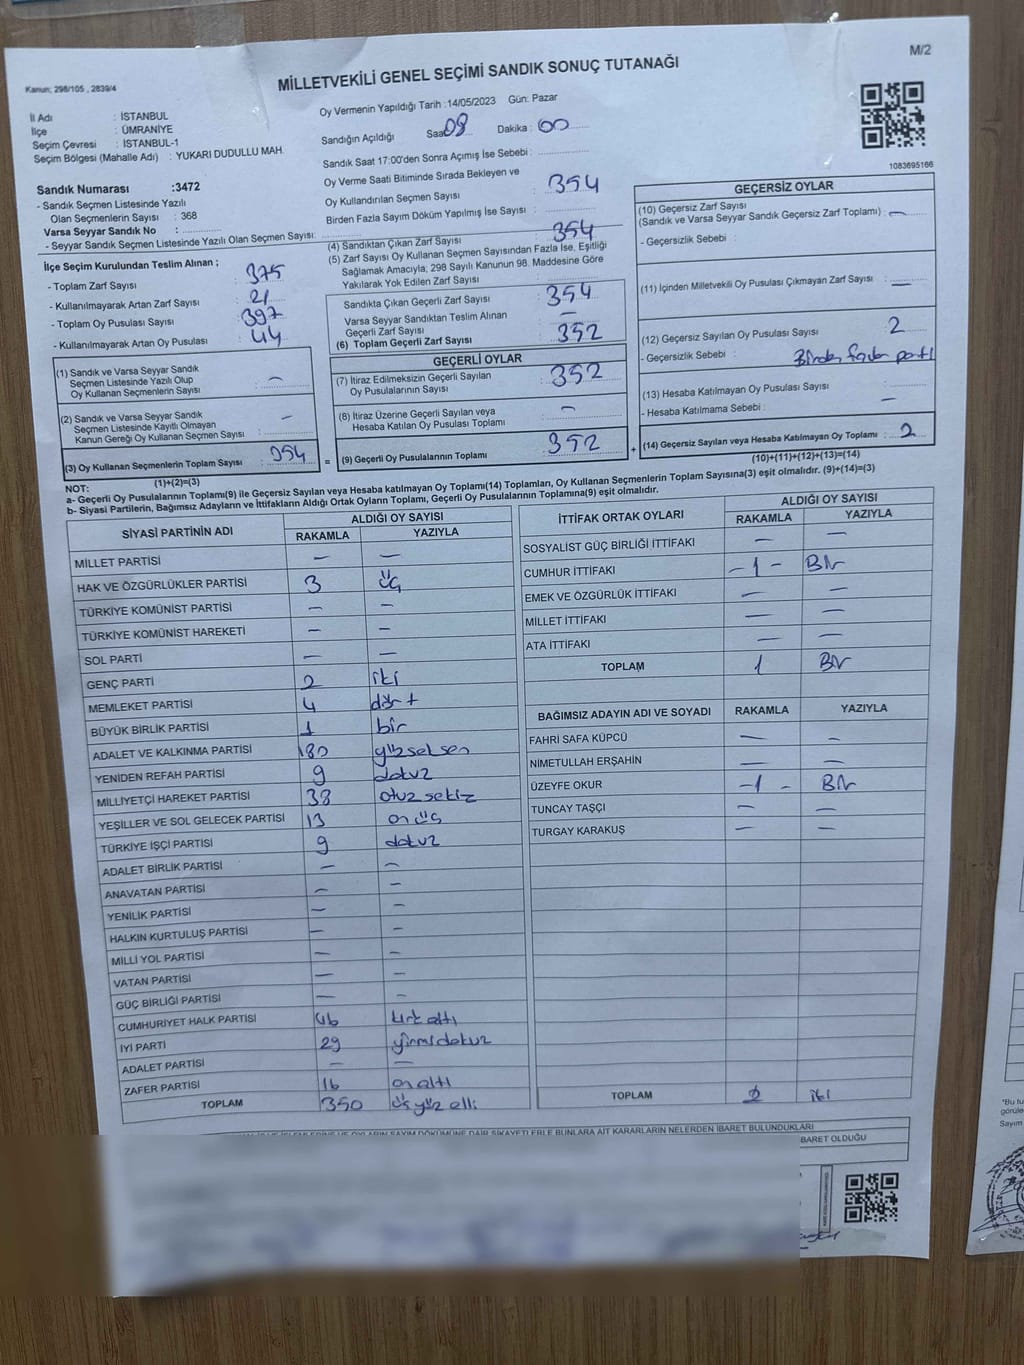 M/2
MİLLETVEKİLİ GENEL SEÇİMİ SANDIK SONUÇ TUTANAĞI
Kanun: 298/105 , 2839/4
İl Adı : İSTANBUL
İlçe : ÜMRANİYE
Seçim Çevresi : İSTANBUL-1
Seçim Bölgesi (Mahalle Adı) : YUKARI DUDULLU MAH.
Sandık Numarası :3472
- Sandık Seçmen Listesinde Yazılı
Olan Seçmenlerin Sayısı : 368
Varsa Seyyar Sandık No :
- Seyyar Sandık Seçmen Listesinde Yazılı Olan Seçmen Sayısı:
Oy Vermenin Yapıldığı Tarih :14/05/2023 Gün: Pazar
Sandığın Açıldığı Saat 08 Dakika : 00
Sandık Saat 17:00'den Sonra Açılmış İse Sebebi :
Oy Verme Saati Bitiminde Sırada Bekleyen ve
Oy Kullandırılan Seçmen Sayısı : 354
Birden Fazla Sayım Döküm Yapılmış İse Sayısı :
1083695166
İlçe Seçim Kurulundan Teslim Alınan ;
- Toplam Zarf Sayısı : 375
- Kullanılmayarak Artan Zarf Sayısı : 21
- Toplam Oy Pusulası Sayısı : 397
- Kullanılmayarak Artan Oy Pusulası : 44
(1) Sandık ve Varsa Seyyar Sandık
Seçmen Listesinde Yazılı Olup
Oy Kullanan Seçmenlerin Sayısı : —
(2) Sandık ve Varsa Seyyar Sandık
Seçmen Listesinde Kayıtlı Olmayan
Kanun Gereği Oy Kullanan Seçmen Sayısı : —
(3) Oy Kullanan Seçmenlerin Toplam Sayısı : 354
(1)+(2)=(3)
(4) Sandıktan Çıkan Zarf Sayısı : 354
(5) Zarf Sayısı Oy Kullanan Seçmen Sayısından Fazla İse, Eşitliği
Sağlamak Amacıyla; 298 Sayılı Kanunun 98. Maddesine Göre
Yakılarak Yok Edilen Zarf Sayısı :
Sandıkta Çıkan Geçerli Zarf Sayısı : 354
Varsa Seyyar Sandıktan Teslim Alınan
Geçerli Zarf Sayısı : —
(6) Toplam Geçerli Zarf Sayısı : 352
GEÇERLİ OYLAR
(7) İtiraz Edilmeksizin Geçerli Sayılan
Oy Pusulalarının Sayısı : 352
(8) İtiraz Üzerine Geçerli Sayılan veya
Hesaba Katılan Oy Pusulası Toplamı : —
= (9) Geçerli Oy Pusulalarının Toplamı : 352 +
GEÇERSİZ OYLAR
(10) Geçersiz Zarf Sayısı
(Sandık ve Varsa Seyyar Sandık Geçersiz Zarf Toplamı) : —
- Geçersizlik Sebebi :
(11) İçinden Milletvekili Oy Pusulası Çıkmayan Zarf Sayısı : —
(12) Geçersiz Sayılan Oy Pusulası Sayısı : 2
- Geçersizlik Sebebi : Birden fazla parti
(13) Hesaba Katılmayan Oy Pusulası Sayısı :
- Hesaba Katılmama Sebebi : —
(14) Geçersiz Sayılan veya Hesaba Katılmayan Oy Toplamı : 2
(10)+(11)+(12)+(13)=(14)
NOT:
a- Geçerli Oy Pusulalarının Toplamı(9) ile Geçersiz Sayılan veya Hesaba Katılmayan Oy Toplamı(14) Toplamları, Oy Kullanan Seçmenlerin Toplam Sayısına(3) eşit olmalıdır. (9)+(14)=(3)
b- Siyasi Partilerin, Bağımsız Adayların ve İttifakların Aldığı Ortak Oyların Toplamı, Geçerli Oy Pusulalarının Toplamına(9) eşit olmalıdır.
SİYASİ PARTİNİN ADI ALDIĞI OY SAYISI
RAKAMLA YAZIYLA
MİLLET PARTİSİ — —
HAK VE ÖZGÜRLÜKLER PARTİSİ 3 üç
TÜRKİYE KOMÜNİST PARTİSİ — —
TÜRKİYE KOMÜNİST HAREKETİ — —
SOL PARTİ — —
GENÇ PARTİ 2 iki
MEMLEKET PARTİSİ 4 dört
BÜYÜK BİRLİK PARTİSİ 1 bir
ADALET VE KALKINMA PARTİSİ 180 yüzseksen
YENİDEN REFAH PARTİSİ 9 dokuz
MİLLİYETÇİ HAREKET PARTİSİ 38 otuz sekiz
YEŞİLLER VE SOL GELECEK PARTİSİ 13 on üç
TÜRKİYE İŞÇİ PARTİSİ 9 dokuz
ADALET BİRLİK PARTİSİ — —
ANAVATAN PARTİSİ — —
YENİLİK PARTİSİ — —
HALKIN KURTULUŞ PARTİSİ — —
MİLLİ YOL PARTİSİ — —
VATAN PARTİSİ — —
GÜÇ BİRLİĞİ PARTİSİ — —
CUMHURİYET HALK PARTİSİ 46 kırk altı
İYİ PARTİ 29 yirmidokuz
ADALET PARTİSİ — —
ZAFER PARTİSİ 16 on altı
TOPLAM 350 üç yüz elli
İTTİFAK ORTAK OYLARI ALDIĞI OY SAYISI
RAKAMLA YAZIYLA
SOSYALİST GÜÇ BİRLİĞİ İTTİFAKI — —
CUMHUR İTTİFAKI -1- Bir
EMEK VE ÖZGÜRLÜK İTTİFAKI — —
MİLLET İTTİFAKI — —
ATA İTTİFAKI — —
TOPLAM 1 Bir
BAĞIMSIZ ADAYIN ADI VE SOYADI RAKAMLA YAZIYLA
FAHRİ SAFA KÜPCÜ — —
NİMETULLAH ERŞAHİN — —
ÜZEYFE OKUR -1- Bir
TUNCAY TAŞÇI — —
TURGAY KARAKUŞ — —
TOPLAM 2 iki
SAYIM DÖKÜMÜNE DAİR ŞİKAYETLERLE BUNLARA AİT KARARLARIN NELERDEN İBARET BULUNDUKLARI
BARET OLDUĞU
*Bu tu
görüle
Sayım